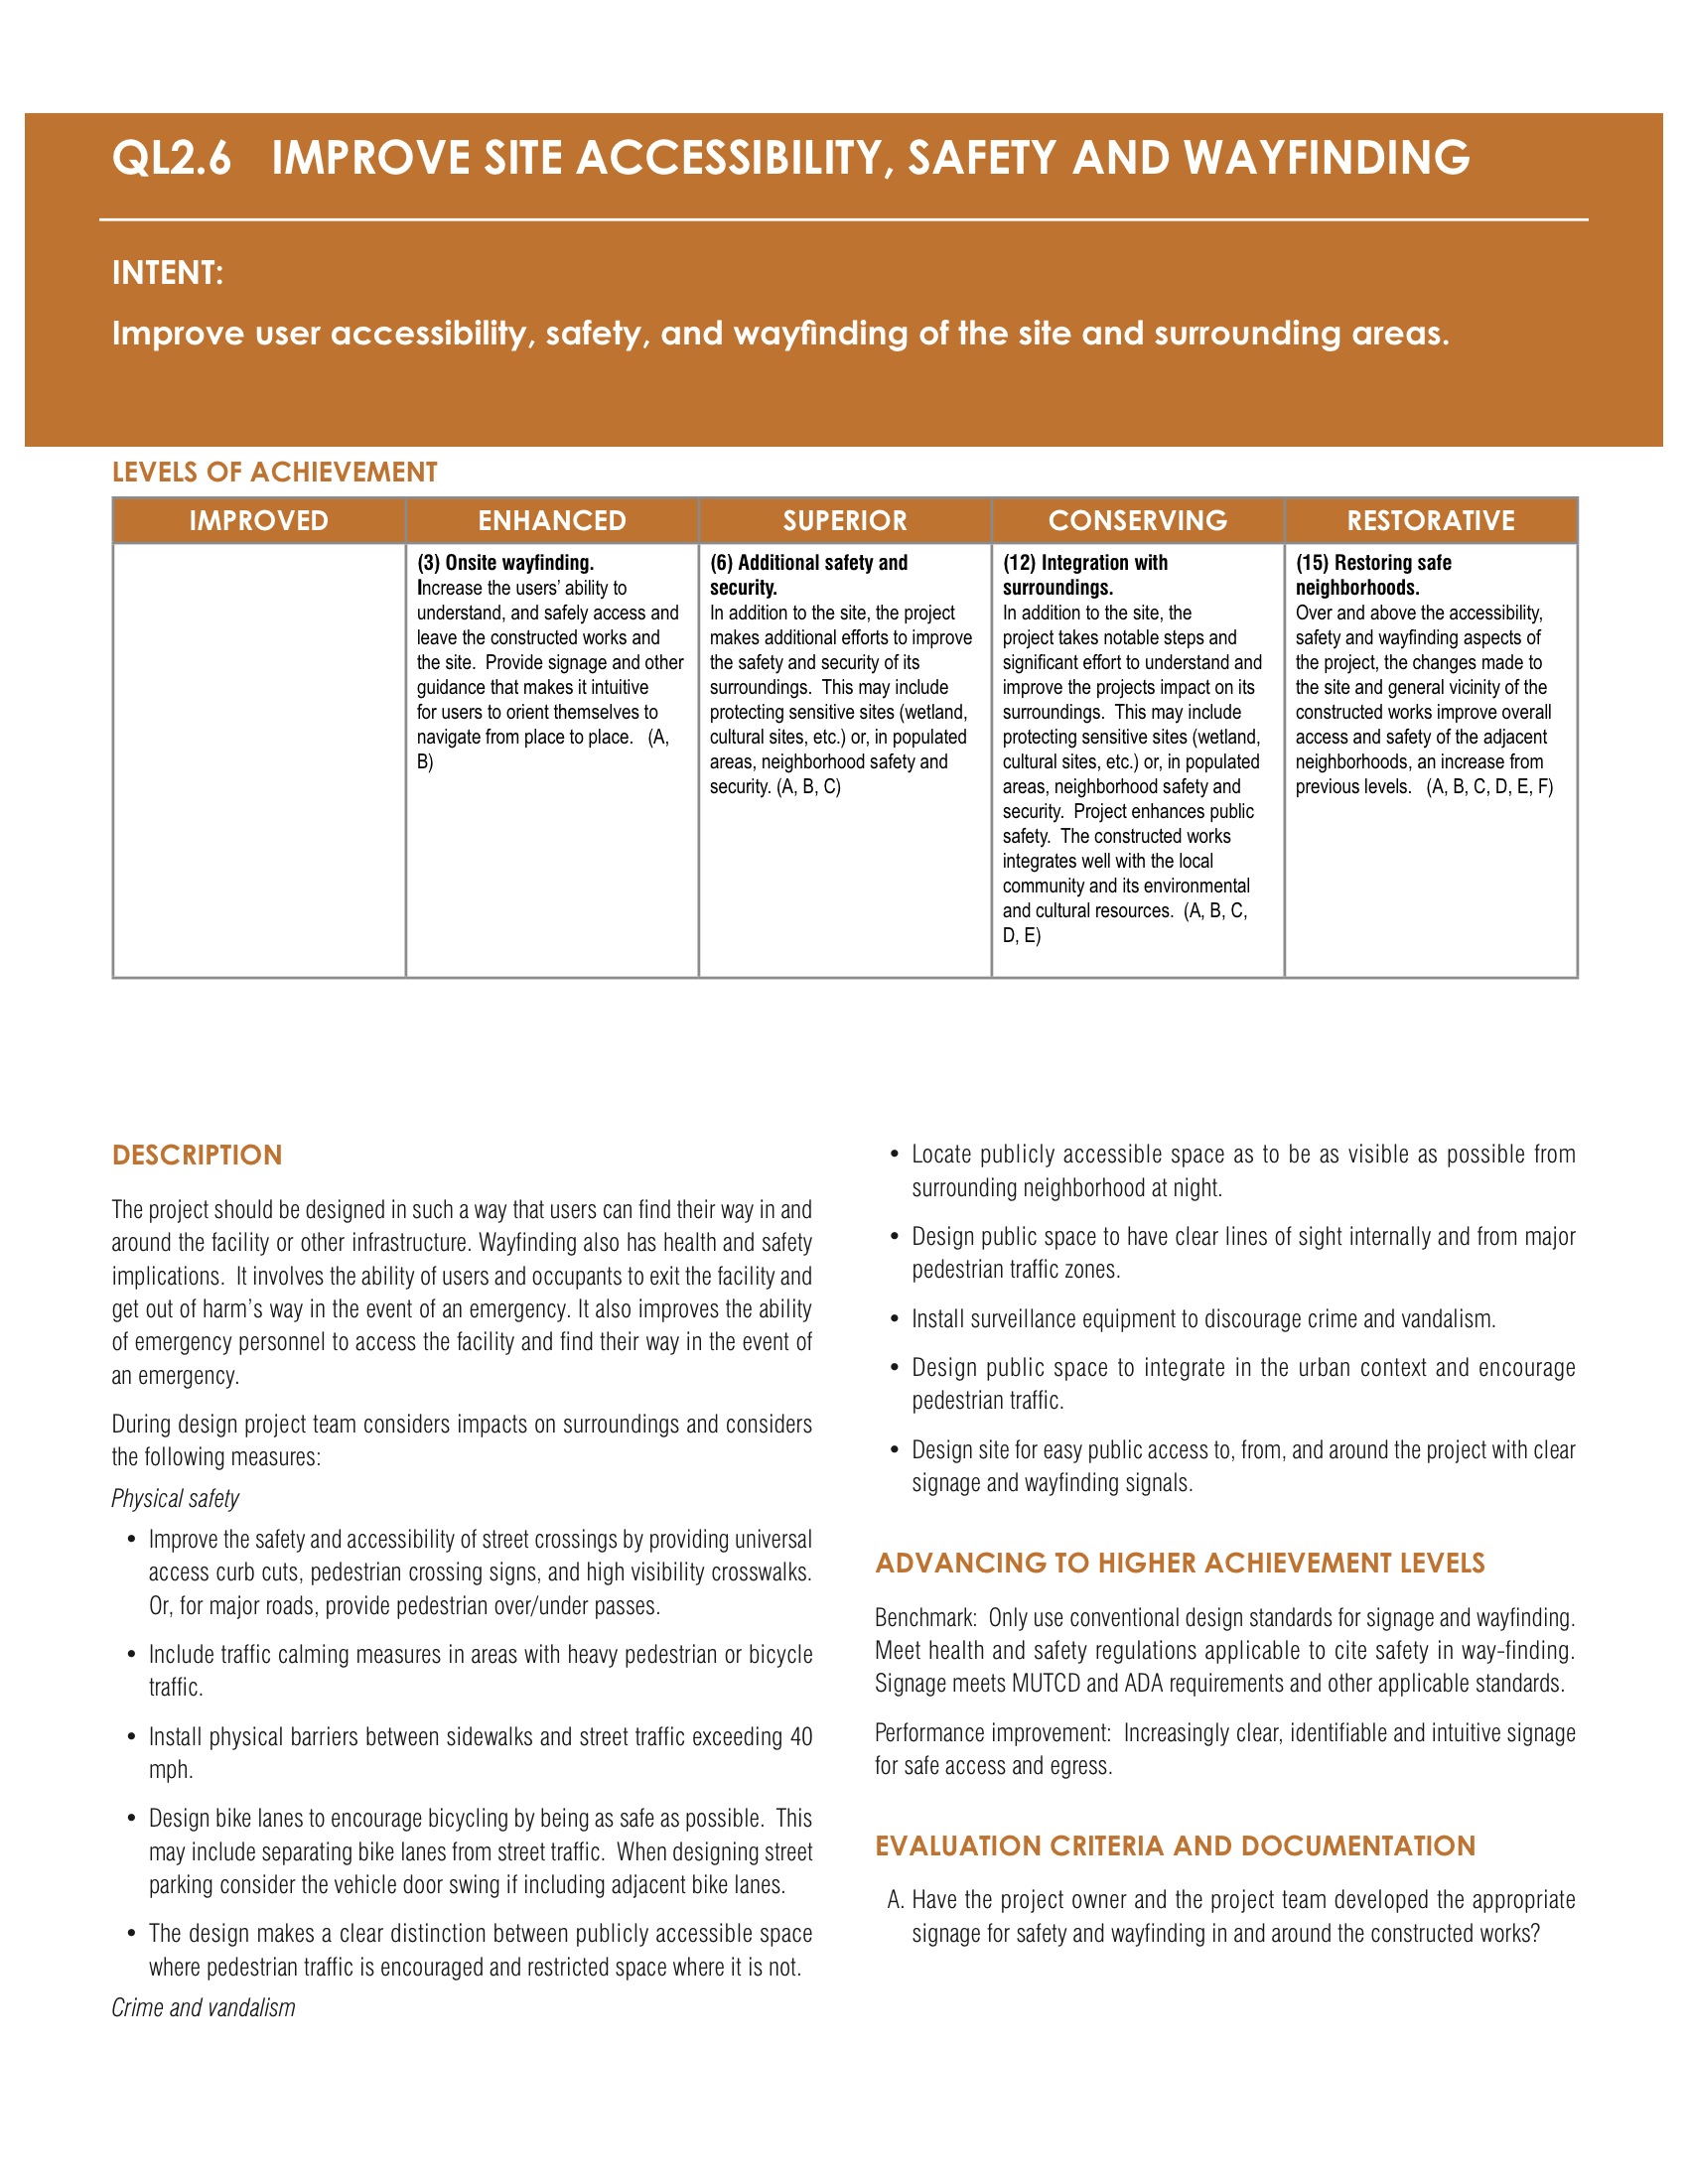 QL2.6 IMPROVE SITE ACCESSIBILITY, SAFETY AND WAYFINDING
INTENT:
Improve user accessibility, safety, and wayfinding of the site and surrounding areas.
LEVELS OF ACHIEVEMENT
IMPROVED
ENHANCED
SUPERIOR
CONSERVING
RESTORATIVE
(3) Onsite wayfinding.
Increase the users' ability to
understand, and safely access and
leave the constructed works and
the site. Provide signage and other
guidance that makes it intuitive
for users to orient themselves to
navigate from place to place. (A,
B)
(6) Additional safety and
security.
In addition to the site, the project
makes additional efforts to improve
the safety and security of its
surroundings. This may include
protecting sensitive sites (wetland,
cultural sites, etc.) or, in populated
areas, neighborhood safety and
security. (A, B, C)
(12) Integration with
surroundings.
In addition to the site, the
project takes notable steps and
significant effort to understand and
improve the projects impact on its
surroundings. This may include
protecting sensitive sites (wetland,
cultural sites, etc.) or, in populated
areas, neighborhood safety and
security. Project enhances public
safety. The constructed works
integrates well with the local
community and its environmental
and cultural resources. (A, B, C,
D, E)
(15) Restoring safe
neighborhoods.
Over and above the accessibility,
safety and wayfinding aspects of
the project, the changes made to
the site and general vicinity of the
constructed works improve overall
access and safety of the adjacent
neighborhoods, an increase from
previous levels. (A, B, C, D, E, F)
DESCRIPTION
The project should be designed in such a way that users can find their way in and
around the facility or other infrastructure. Wayfinding also has health and safety
implications. It involves the ability of users and occupants to exit the facility and
get out of harm's way in the event of an emergency. It also improves the ability
of emergency personnel to access the facility and find their way in the event of
an emergency.
During design project team considers impacts on surroundings and considers
the following measures:
Physical safety
• Improve the safety and accessibility of street crossings by providing universal
access curb cuts, pedestrian crossing signs, and high visibility crosswalks.
Or, for major roads, provide pedestrian over/under passes.
• Include traffic calming measures in areas with heavy pedestrian or bicycle
traffic.
• Install physical barriers between sidewalks and street traffic exceeding 40
mph.
• Design bike lanes to encourage bicycling by being as safe as possible. This
may include separating bike lanes from street traffic. When designing street
parking consider the vehicle door swing if including adjacent bike lanes.
• The design makes a clear distinction between publicly accessible space
where pedestrian traffic is encouraged and restricted space where it is not.
Crime and vandalism
• Locate publicly accessible space as to be as visible as possible from
surrounding neighborhood at night.
• Design public space to have clear lines of sight internally and from major
pedestrian traffic zones.
• Install surveillance equipment to discourage crime and vandalism.
• Design public space to integrate in the urban context and encourage
pedestrian traffic.
• Design site for easy public access to, from, and around the project with clear
signage and wayfinding signals.
ADVANCING TO HIGHER ACHIEVEMENT LEVELS
Benchmark: Only use conventional design standards for signage and wayfinding.
Meet health and safety regulations applicable to cite safety in way-finding.
Signage meets MUTCD and ADA requirements and other applicable standards.
Performance improvement: Increasingly clear, identifiable and intuitive signage
for safe access and egress.
EVALUATION CRITERIA AND DOCUMENTATION
A. Have the project owner and the project team developed the appropriate
signage for safety and wayfinding in and around the constructed works?